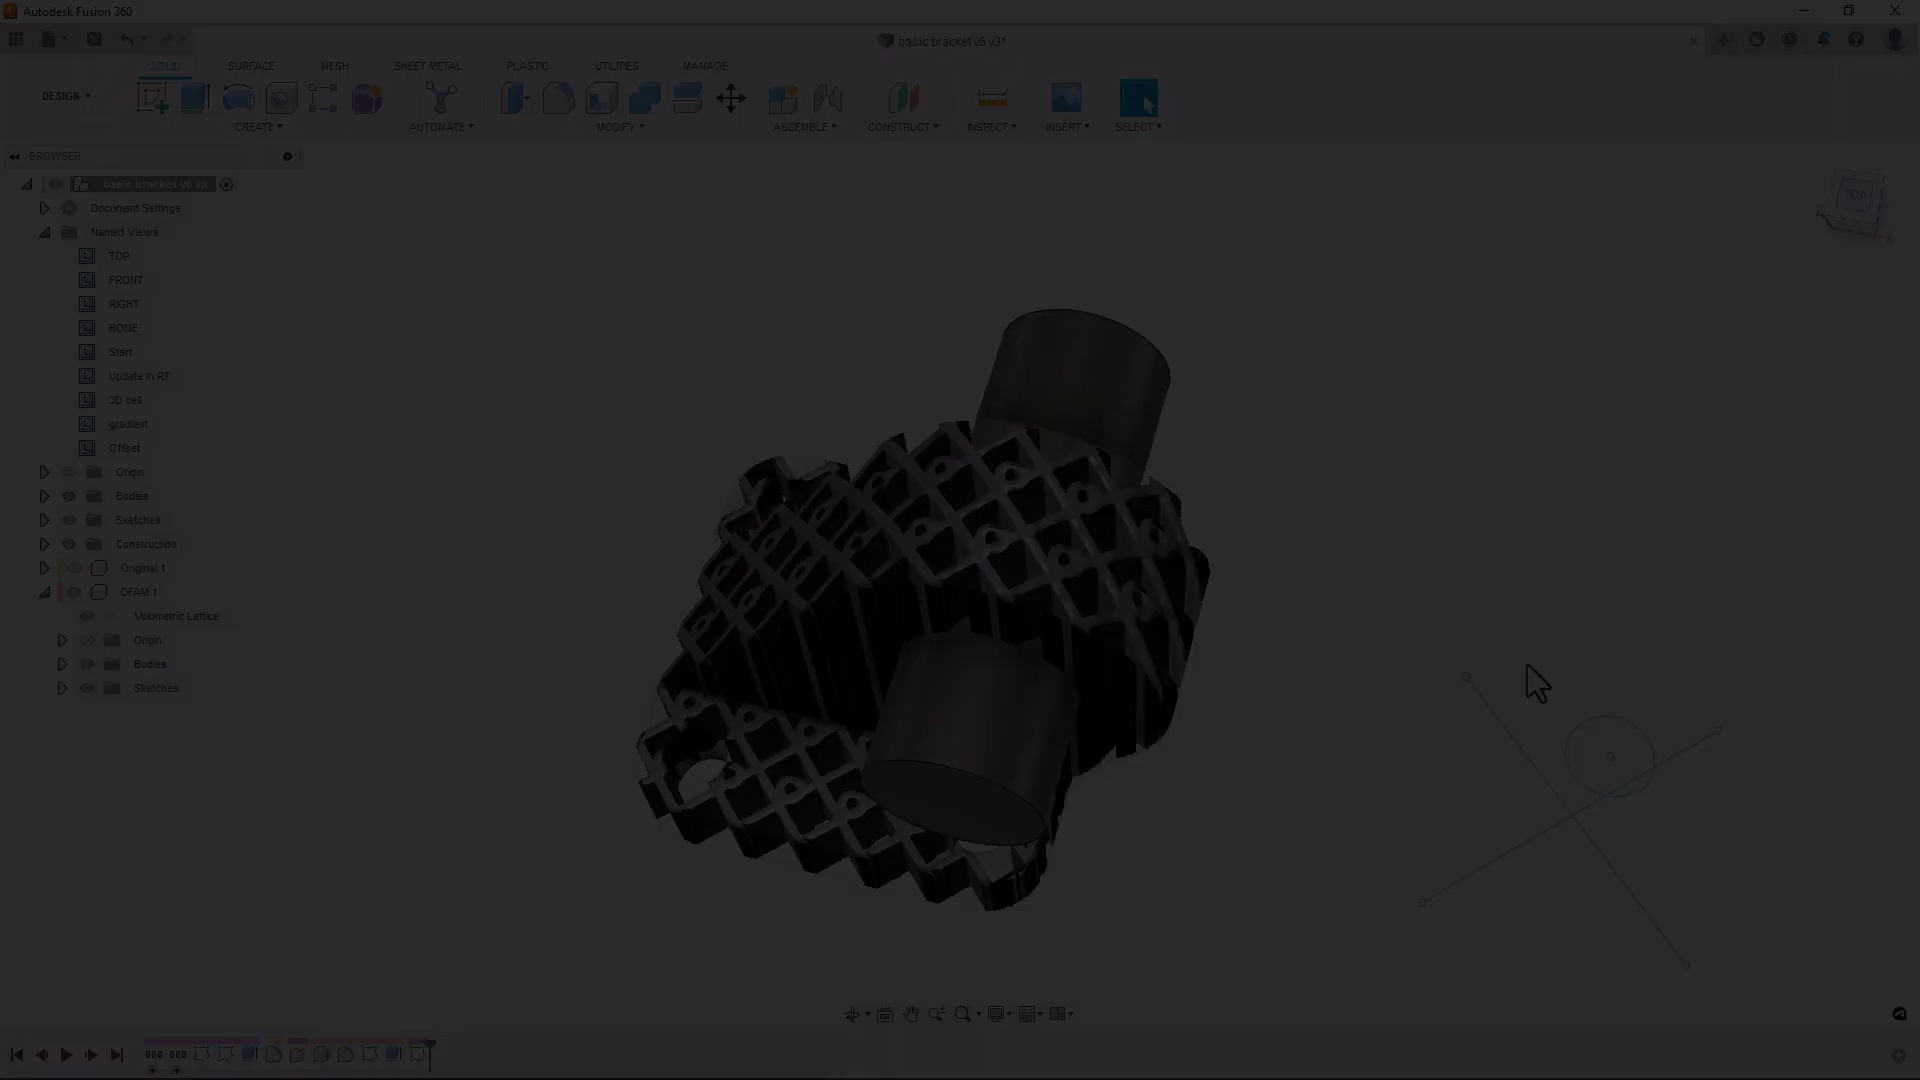 Autodesk Fusion 360
basic bracket v6 v3*
SOLID SURFACE MESH SHEET METAL PLASTIC UTILITIES MANAGE
DESIGN
CREATE AUTOMATE MODIFY ASSEMBLE CONSTRUCT INSPECT INSERT SELECT
BROWSER
basic bracket v6 v3
Document Settings
Named Views
TOP
FRONT
RIGHT
HOME
Start
Update in RT
3D cell
gradient
Offset
Origin
Bodies
Sketches
Construction
Original:1
DFAM:1
Volumetric Lattice
Origin
Bodies
Sketches
TOP